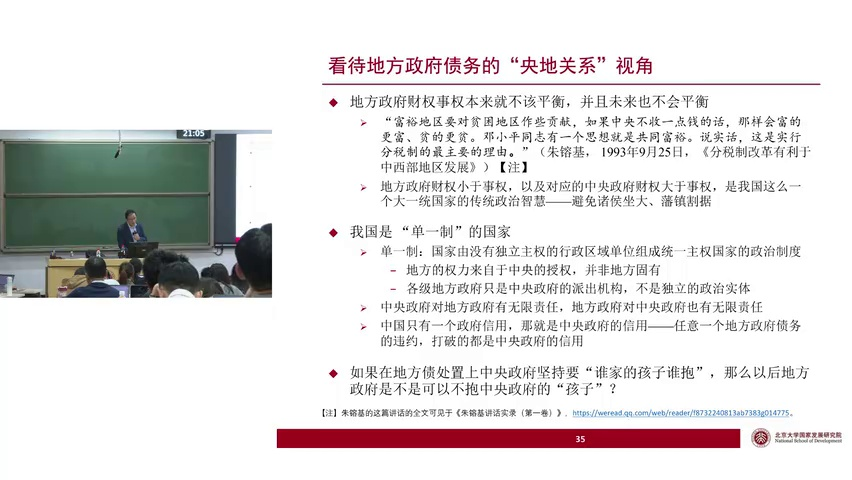 21:05
看待地方政府债务的“央地关系”视角
◆ 地方政府财权事权本来就不该平衡，并且未来也不会平衡
➢ “富裕地区要对贫困地区作些贡献，如果中央不收一点钱的话，那样会富的
更富、贫的更贫。邓小平同志有一个思想就是共同富裕。说实话，这是实行
分税制的最主要的理由。”（朱镕基， 1993年9月25日，《分税制改革有利于
中西部地区发展》）【注】
➢ 地方政府财权小于事权，以及对应的中央政府财权大于事权，是我国这么一
个大一统国家的传统政治智慧——避免诸侯坐大、藩镇割据
◆ 我国是 “单一制”的国家
➢ 单一制：国家由没有独立主权的行政区域单位组成统一主权国家的政治制度
– 地方的权力来自于中央的授权，并非地方固有
– 各级地方政府只是中央政府的派出机构，不是独立的政治实体
➢ 中央政府对地方政府有无限责任，地方政府对中央政府也有无限责任
➢ 中国只有一个政府信用，那就是中央政府的信用——任意一个地方政府债务
的违约，打破的都是中央政府的信用
◆ 如果在地方债处置上中央政府坚持要“谁家的孩子谁抱”，那么以后地方
政府是不是可以不抱中央政府的“孩子”？
【注】朱镕基的这篇讲话的全文可见于《朱镕基讲话实录（第一卷）》，https://weread.qq.com/web/reader/f8732240813ab7383g014775。
35
北京大学国家发展研究院
National School of Development